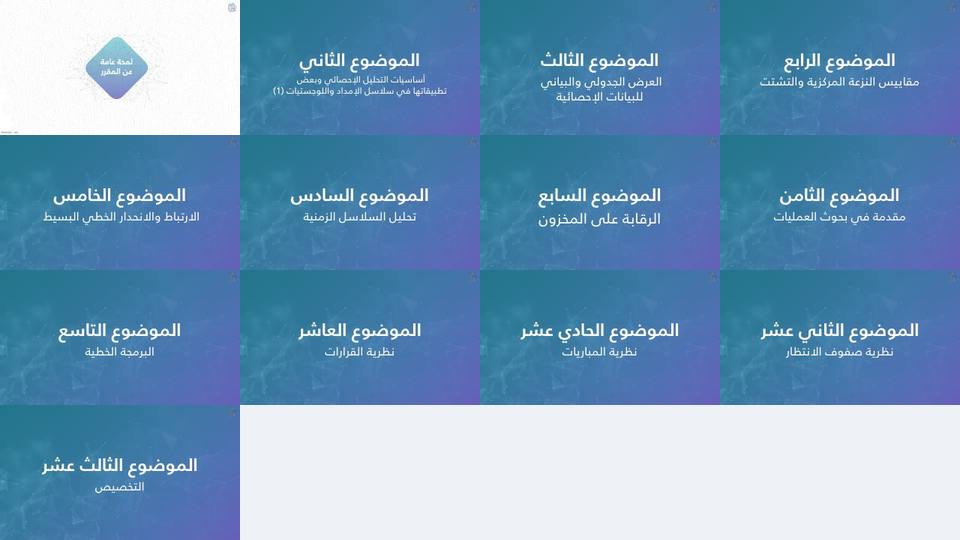 لمحة عامة
عن المقرر
الموضوع الثاني
أساسيات التحليل الإحصائي وبعض
تطبيقاتها في سلاسل الإمداد واللوجستيات (1)
الموضوع الثالث
العرض الجدولي والبياني
للبيانات الإحصائية
الموضوع الرابع
مقاييس النزعة المركزية والتشتت
الموضوع الخامس
الارتباط والانحدار الخطي البسيط
الموضوع السادس
تحليل السلاسل الزمنية
الموضوع السابع
الرقابة على المخزون
الموضوع الثامن
مقدمة في بحوث العمليات
الموضوع التاسع
البرمجة الخطية
الموضوع العاشر
نظرية القرارات
الموضوع الحادي عشر
نظرية المباريات
الموضوع الثاني عشر
نظرية صفوف الانتظار
الموضوع الثالث عشر
التخصيص